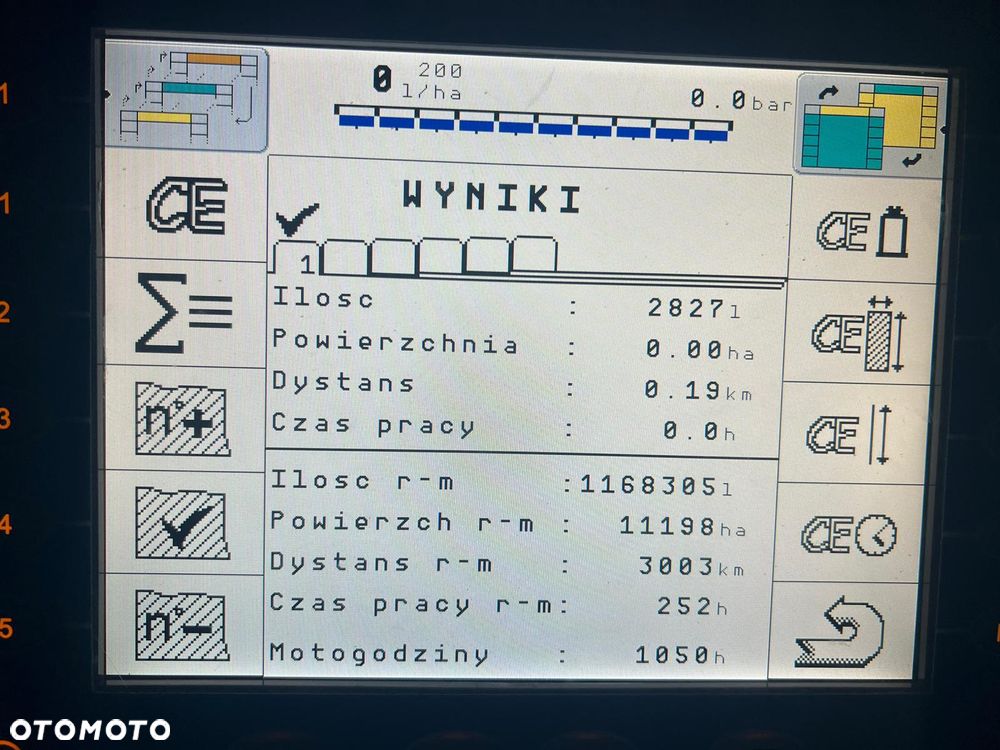 0 200 l/ha
0.0 bar
CE
WYNIKI
CE
1
Ilosc : 2827 l
Powierzchnia : 0.00 ha
CE
Dystans : 0.19 km
n°+
Czas pracy : 0.0 h
CE
Ilosc r-m :1168305 l
Powierzch r-m : 11198 ha
CE
Dystans r-m : 3003 km
Czas pracy r-m: 252 h
n°-
Motogodziny : 1050 h
1
1
2
3
4
5
OTOMOTO